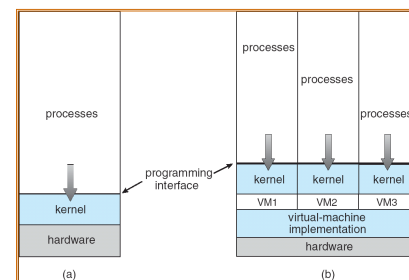 processes
kernel
hardware
(a)
programming
interface
processes
processes
processes
kernel
kernel
kernel
VM1
VM2
VM3
virtual-machine
implementation
hardware
(b)